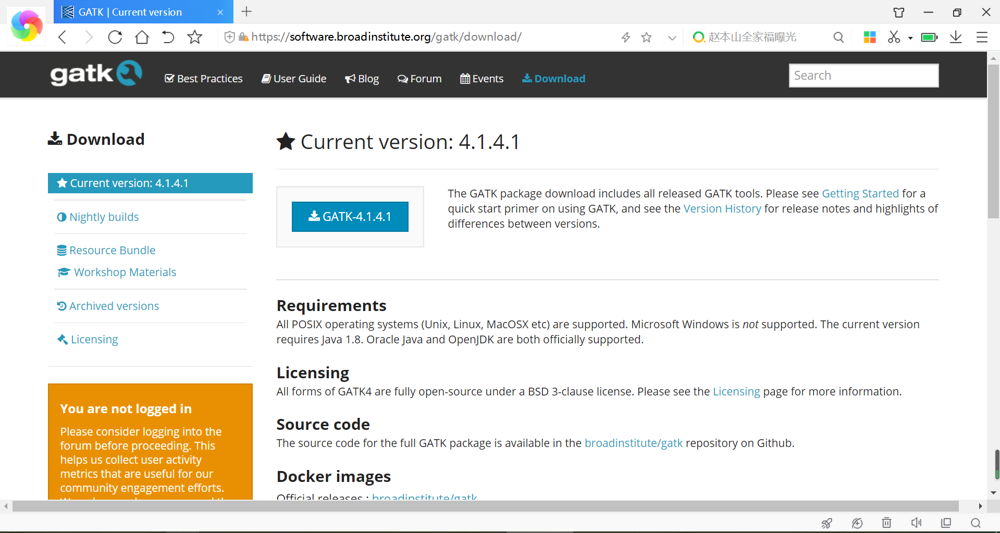 GATK | Current version
https://software.broadinstitute.org/gatk/download/
赵本山全家福曝光
gatk
Best Practices
User Guide
Blog
Forum
Events
Download
Search
Download
Current version: 4.1.4.1
Nightly builds
Resource Bundle
Workshop Materials
Archived versions
Licensing
You are not logged in
Please consider logging into the
forum before proceeding. This
helps us collect user activity
metrics that are useful for our
community engagement efforts.
Current version: 4.1.4.1
GATK-4.1.4.1
The GATK package download includes all released GATK tools. Please see Getting Started for a
quick start primer on using GATK, and see the Version History for release notes and highlights of
differences between versions.
Requirements
All POSIX operating systems (Unix, Linux, MacOSX etc) are supported. Microsoft Windows is not supported. The current version
requires Java 1.8. Oracle Java and OpenJDK are both officially supported.
Licensing
All forms of GATK4 are fully open-source under a BSD 3-clause license. Please see the Licensing page for more information.
Source code
The source code for the full GATK package is available in the broadinstitute/gatk repository on Github.
Docker images
Official releases : broadinstitute/gatk